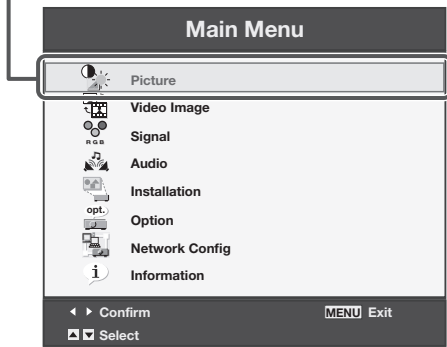 Main Menu
Picture
Video Image
RGB
Signal
Audio
Installation
opt.
Option
Network Config
i
Information
◀ ▶ Confirm
MENU Exit
▲ ▼ Select